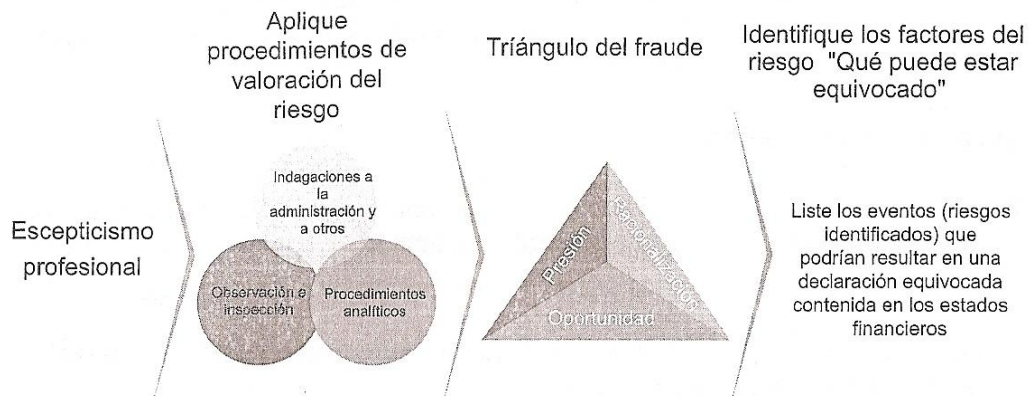 Escepticismo
profesional
Aplique
procedimientos de
valoración del
riesgo
Indagaciones a
la
administración y
a otros
Observación e
inspección
Procedimientos
analíticos
Tríángulo del fraude
Presión
Racionalización
Oportunidad
Identifique los factores del
riesgo "Qué puede estar
equivocado"
Liste los eventos (riesgos
identificados) que
podrían resultar en una
declaración equivocada
contenida en los estados
financieros